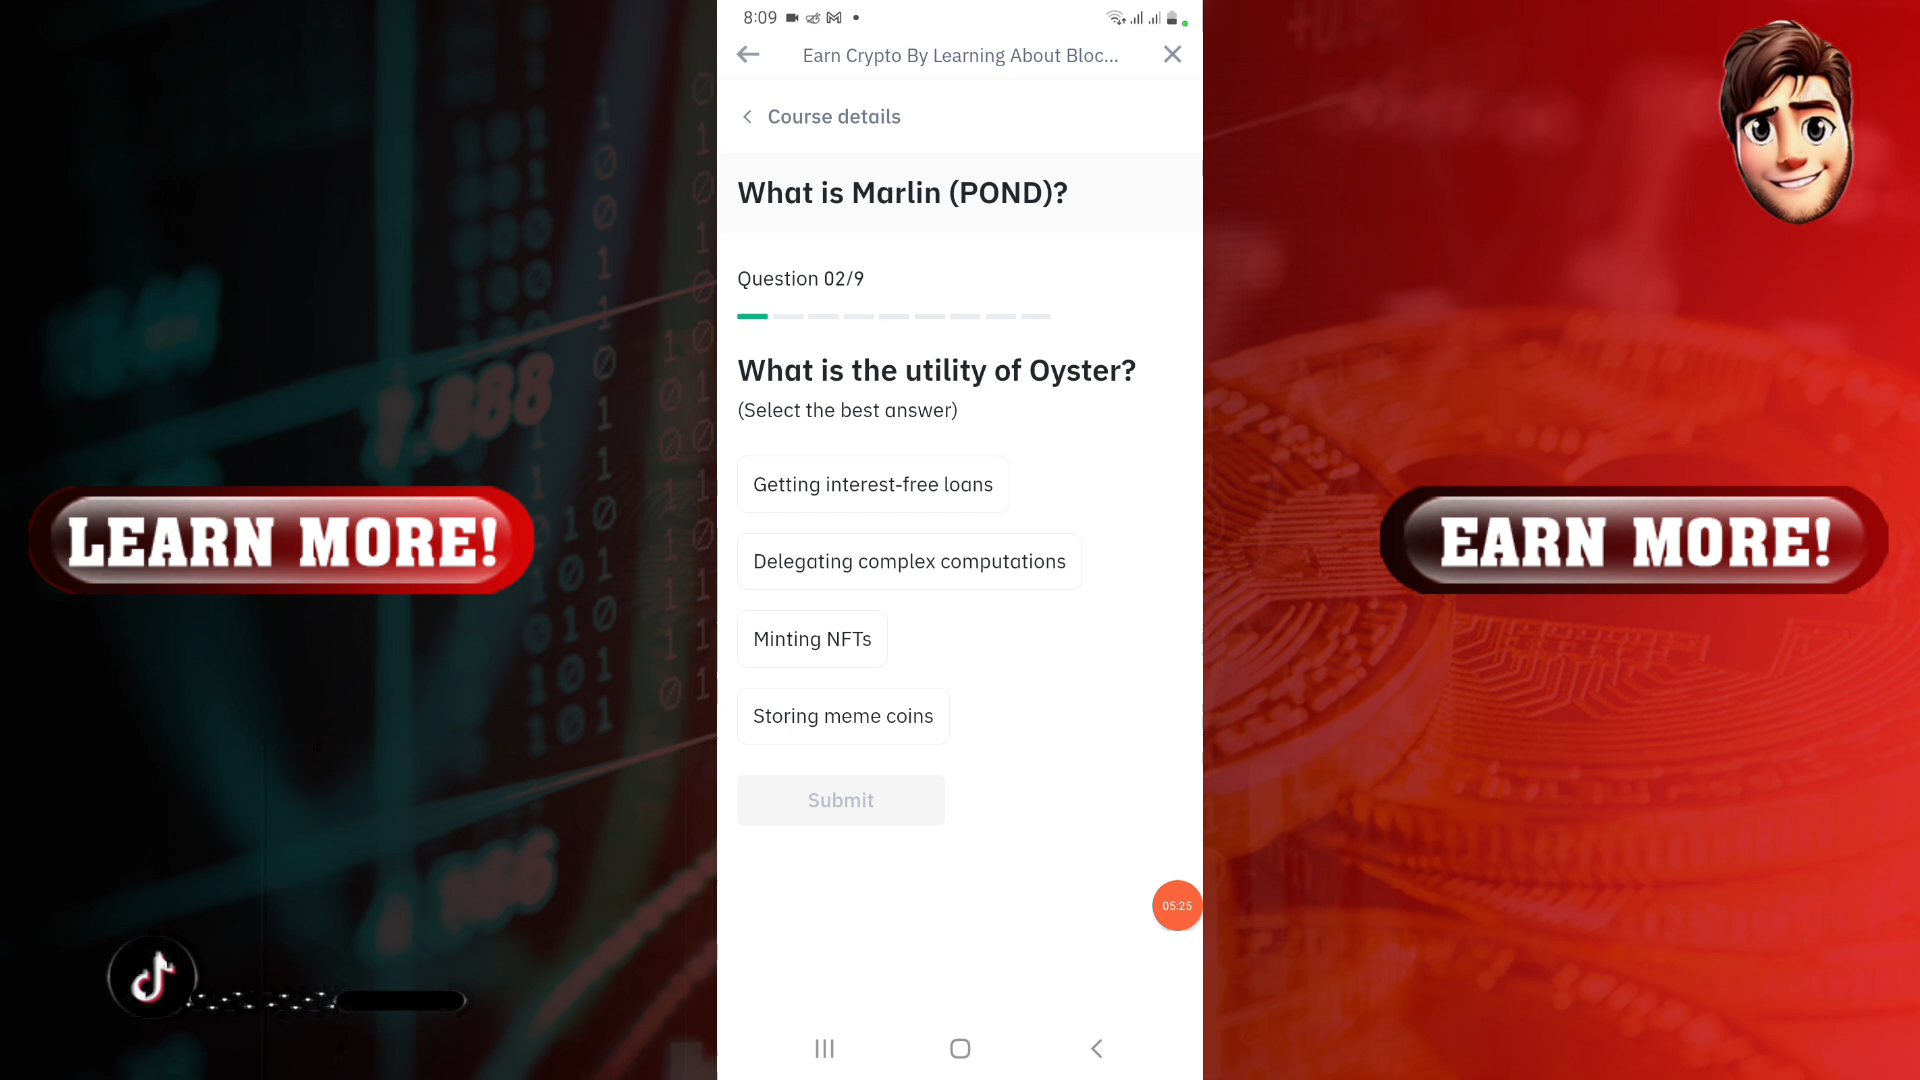 8:09
Earn Crypto By Learning About Bloc...
Course details
What is Marlin (POND)?
Question 02/9
What is the utility of Oyster?
(Select the best answer)
Getting interest-free loans
Delegating complex computations
Minting NFTs
Storing meme coins
Submit
05:25
LEARN MORE!
EARN MORE!